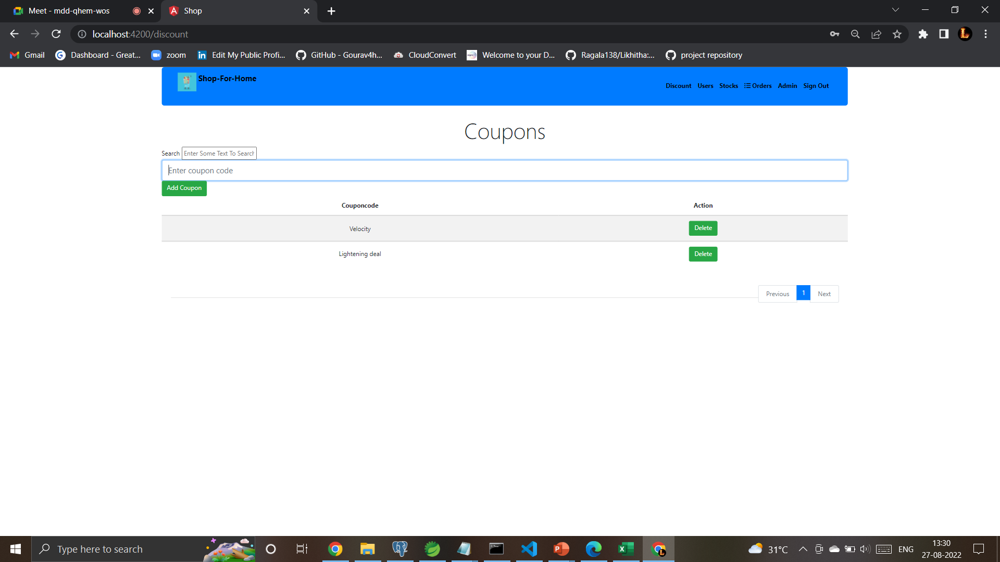 Meet - mdd-qhem-wos
Shop
localhost:4200/discount
Gmail
Dashboard - Great...
zoom
Edit My Public Profi...
GitHub - Gourav4h...
CloudConvert
Welcome to your D...
Ragala138/Likhitha:...
project repository
Shop-For-Home
Discount Users Stocks Orders Admin Sign Out
Coupons
Search Enter Some Text To Search
Enter coupon code
Add Coupon
Couponcode Action
Velocity Delete
Lightening deal Delete
Previous 1 Next
Type here to search
31°C
ENG
13:30
27-08-2022